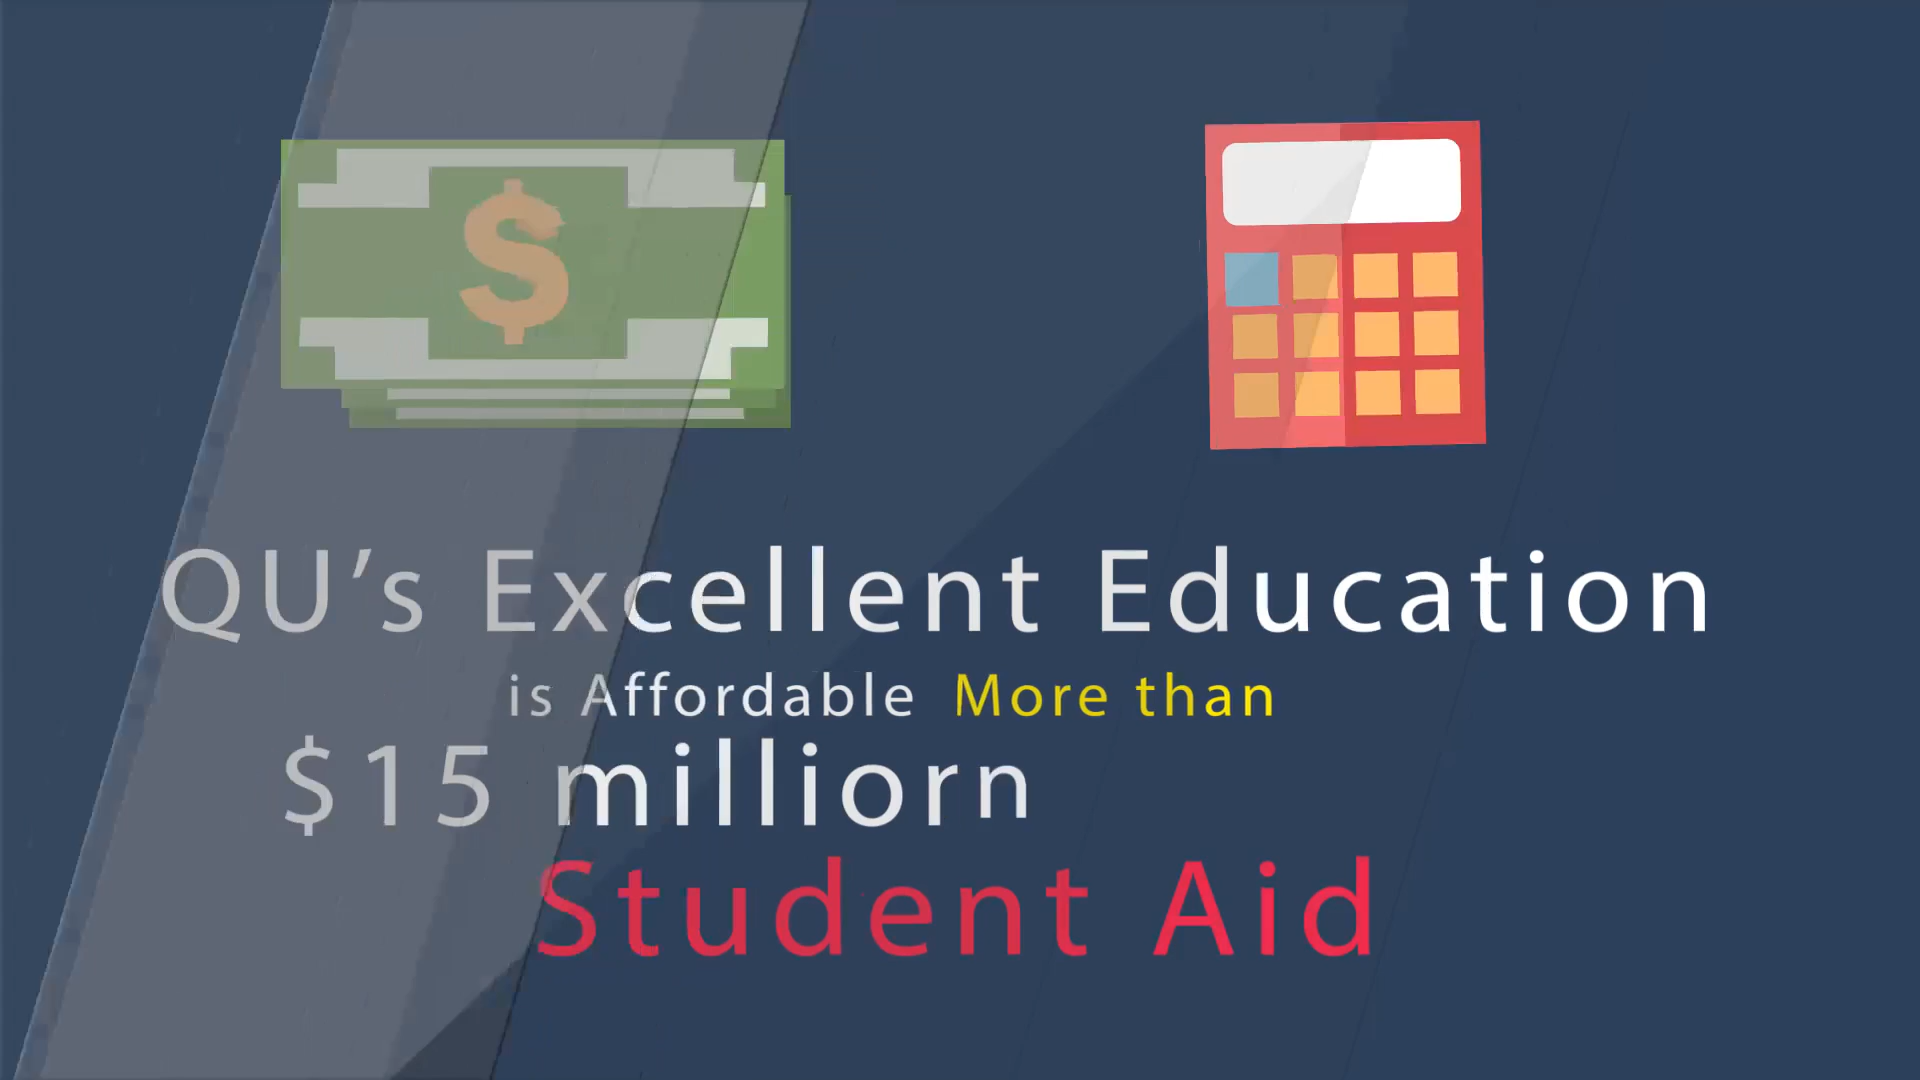 $
QU’s Excellent Education
is Affordable More than
$15 milliorn
Student Aid